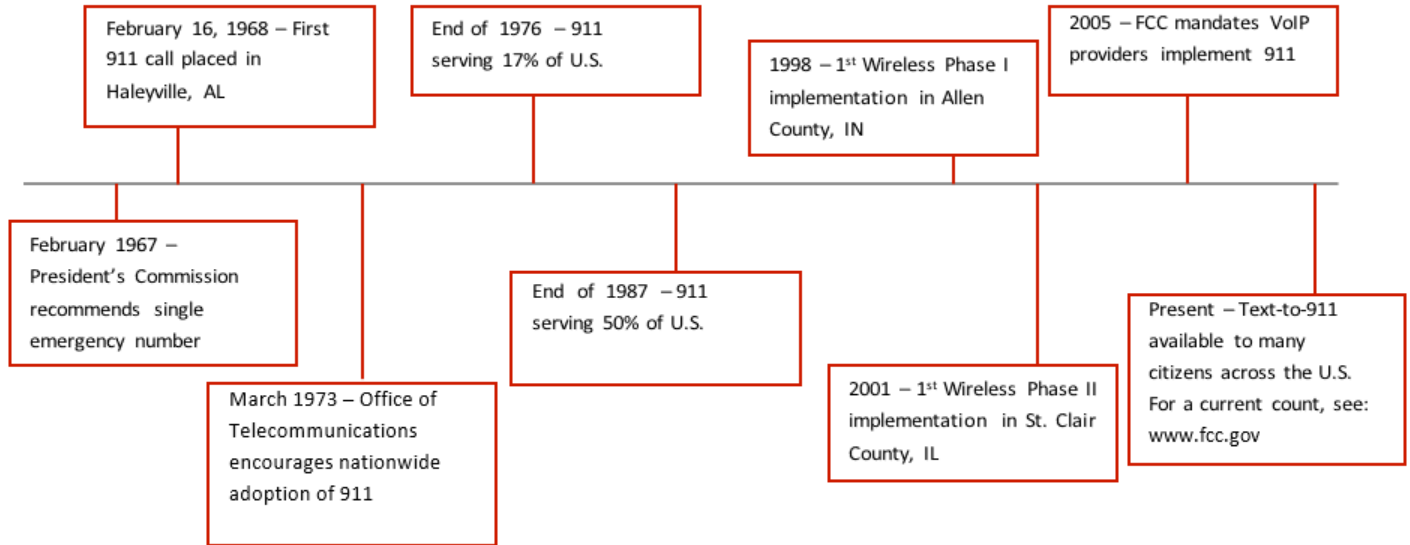 February 16, 1968 – First
911 call placed in
Haleyville, AL
End of 1976 – 911
serving 17% of U.S.
1998 – 1st Wireless Phase I
implementation in Allen
County, IN
2005 – FCC mandates VoIP
providers implement 911
February 1967 –
President's Commission
recommends single
emergency number
March 1973 – Office of
Telecommunications
encourages nationwide
adoption of 911
End of 1987 – 911
serving 50% of U.S.
2001 – 1st Wireless Phase II
implementation in St. Clair
County, IL
Present – Text-to-911
available to many
citizens across the U.S.
For a current count, see:
www.fcc.gov